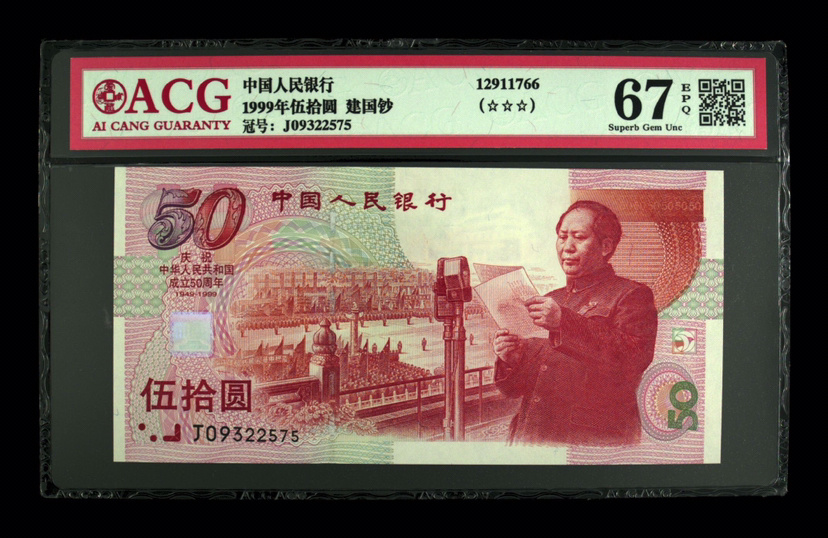 ACG
AI CANG GUARANTY
中国人民银行
1999年伍拾圆 建国钞
冠号: J09322575
12911766
(☆☆☆)
67
EPQ
Superb Gem Unc
50
中国人民银行
庆祝
中华人民共和国
成立50周年
1949-1999
伍拾圆
J09322575
50